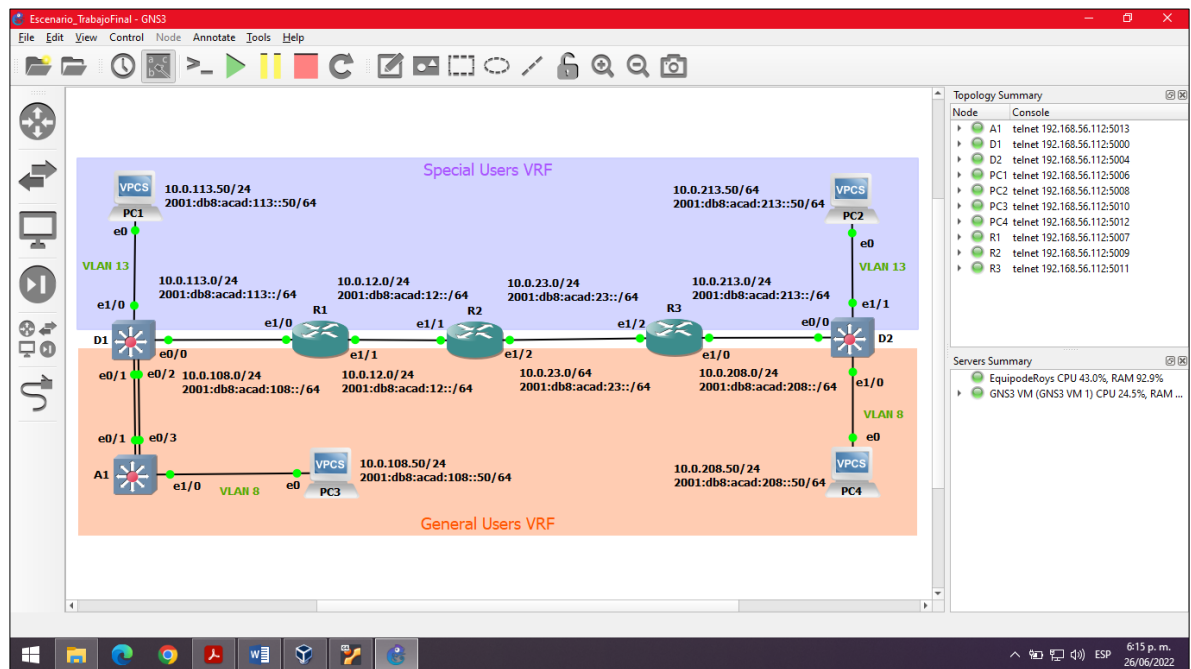 Escenario_TrabajoFinal - GNS3
File Edit View Control Node Annotate Tools Help
Topology Summary
Node Console
A1 telnet 192.168.56.112:5013
D1 telnet 192.168.56.112:5000
D2 telnet 192.168.56.112:5004
PC1 telnet 192.168.56.112:5006
PC2 telnet 192.168.56.112:5008
PC3 telnet 192.168.56.112:5010
PC4 telnet 192.168.56.112:5012
R1 telnet 192.168.56.112:5007
R2 telnet 192.168.56.112:5009
R3 telnet 192.168.56.112:5011
Special Users VRF
VPCS
PC1
10.0.113.50/24
2001:db8:acad:113::50/64
10.0.213.50/64
2001:db8:acad:213::50/64
VPCS
PC2
e0
e0
VLAN 13
VLAN 13
10.0.113.0/24
2001:db8:acad:113::/64
10.0.12.0/24
2001:db8:acad:12::/64
10.0.23.0/24
2001:db8:acad:23::/64
10.0.213.0/24
2001:db8:acad:213::/64
e1/0
e1/1
R1
R2
R3
e1/0
e1/1
e1/2
e0/0
D1
D2
e0/0
e1/1
e1/2
e1/0
e0/1
e0/2
10.0.108.0/24
2001:db8:acad:108::/64
10.0.12.0/24
2001:db8:acad:12::/64
10.0.23.0/64
2001:db8:acad:23::/64
10.0.208.0/24
2001:db8:acad:208::/64
e1/0
VLAN 8
e0/1
e0/3
e0
A1
e1/0
VLAN 8
e0
VPCS
PC3
10.0.108.50/24
2001:db8:acad:108::50/64
10.0.208.50/24
2001:db8:acad:208::50/64
VPCS
PC4
General Users VRF
Servers Summary
EquipodeRoys CPU 43.0%, RAM 92.9%
GNS3 VM (GNS3 VM 1) CPU 24.5%, RAM ...
ESP
6:15 p. m.
26/06/2022